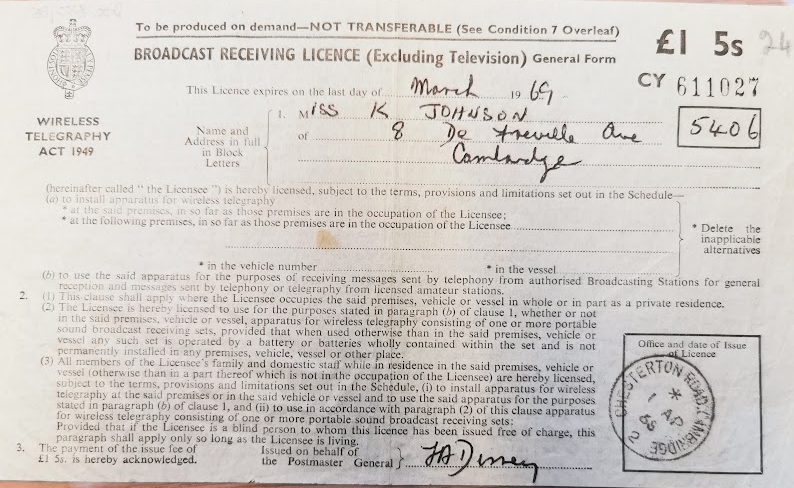 To be produced on demand—NOT TRANSFERABLE (See Condition 7 Overleaf)
BROADCAST RECEIVING LICENCE (Excluding Television) General Form
£1 5s 24
CY 611027
This Licence expires on the last day of March 1969
WIRELESS
TELEGRAPHY
ACT 1949
Name and
Address in full
in Block
Letters
1. Miss K JOHNSON
of 8 De Freville Ave
Cambridge
5406
(hereinafter called " the Licensee ") is hereby licensed, subject to the terms, provisions and limitations set out in the Schedule—
(a) to install apparatus for wireless telegraphy
* at the said premises, in so far as those premises are in the occupation of the Licensee;
* at the following premises, in so far as those premises are in the occupation of the Licensee
* Delete the
inapplicable
alternatives
* in the vehicle number * in the vessel
(b) to use the said apparatus for the purposes of receiving messages sent by telephony from authorised Broadcasting Stations for general
reception and messages sent by telephony or telegraphy from licensed amateur stations.
2. (1) This clause shall apply where the Licensee occupies the said premises, vehicle or vessel in whole or in part as a private residence.
(2) The Licensee is hereby licensed to use for the purposes stated in paragraph (b) of clause 1, whether or not
in the said premises, vehicle or vessel, apparatus for wireless telegraphy consisting of one or more portable
sound broadcast receiving sets, provided that when used otherwise than in the said premises, vehicle or
vessel any such set is operated by a battery or batteries wholly contained within the set and is not
permanently installed in any premises, vehicle, vessel or other place.
(3) All members of the Licensee's family and domestic staff while in residence in the said premises, vehicle or
vessel (otherwise than in a part thereof which is not in the occupation of the Licensee) are hereby licensed,
subject to the terms, provisions and limitations set out in the Schedule, (i) to install apparatus for wireless
telegraphy at the said premises or in the said vehicle or vessel and to use the said apparatus for the purposes
stated in paragraph (b) of clause 1, and (ii) to use in accordance with paragraph (2) of this clause apparatus
for wireless telegraphy consisting of one or more portable sound broadcast receiving sets:
Provided that if the Licensee is a blind person to whom this licence has been issued free of charge, this
paragraph shall apply only so long as the Licensee is living.
3. The payment of the issue fee of
£1 5s. is hereby acknowledged.
Issued on behalf of
the Postmaster General
Office and date of Issue
of Licence
CHESTERTON ROAD, CAMBRIDGE
1 AP
68
2